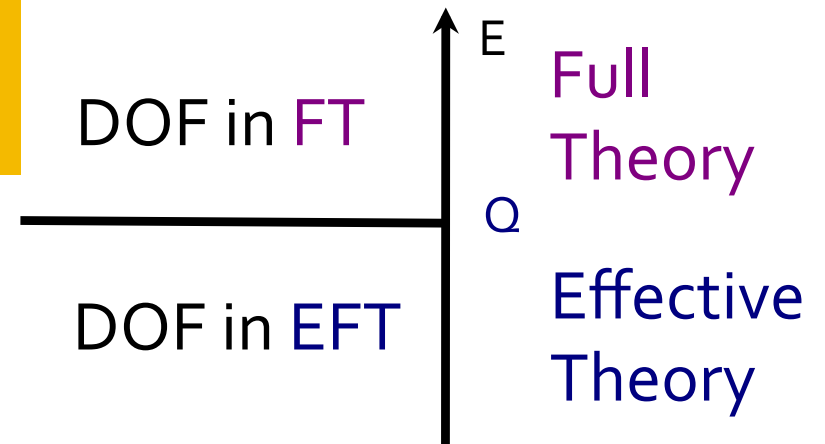 E
Full
Theory
DOF in FT
Q
Effective
Theory
DOF in EFT